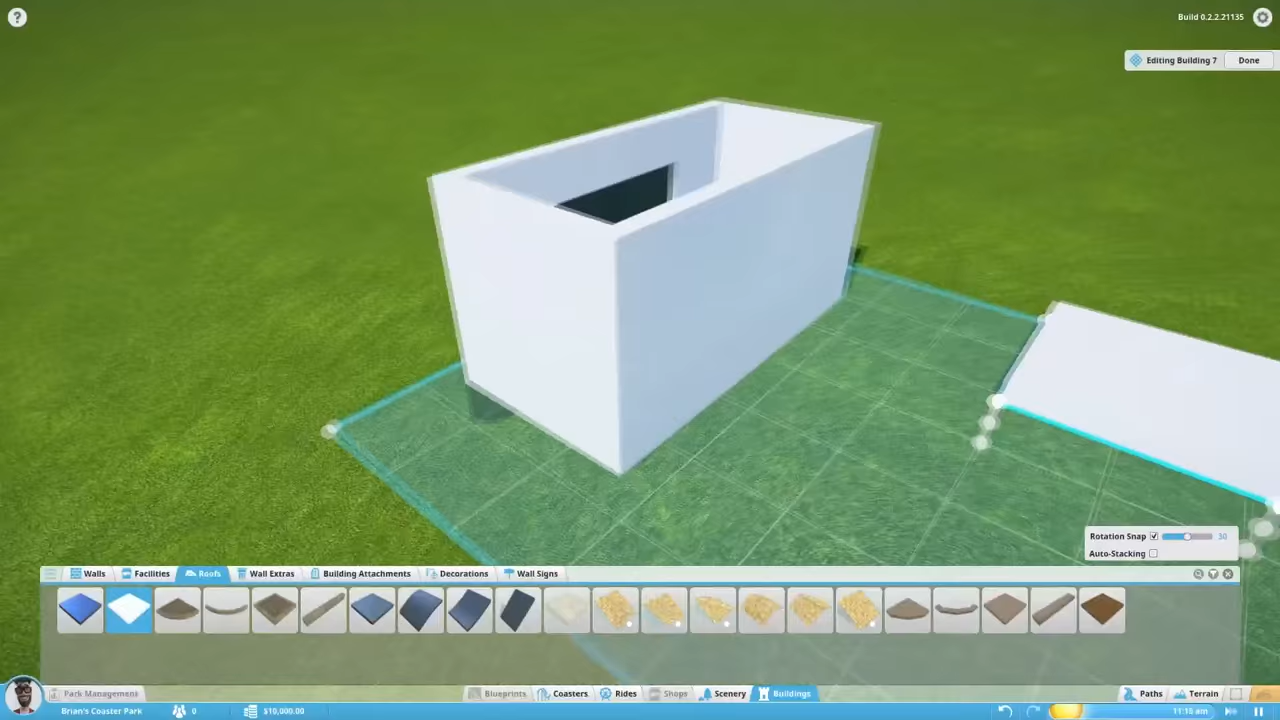 ?
Build 0.2.2.21135
Editing Building 7 Done
Rotation Snap 30
Auto-Stacking
Walls Facilities Roofs Wall Extras Building Attachments Decorations Wall Signs
Park Management Blueprints Coasters Rides Shops Scenery Buildings Paths Terrain
Brian's Coaster Park 0 $10,000.00 11:16 am